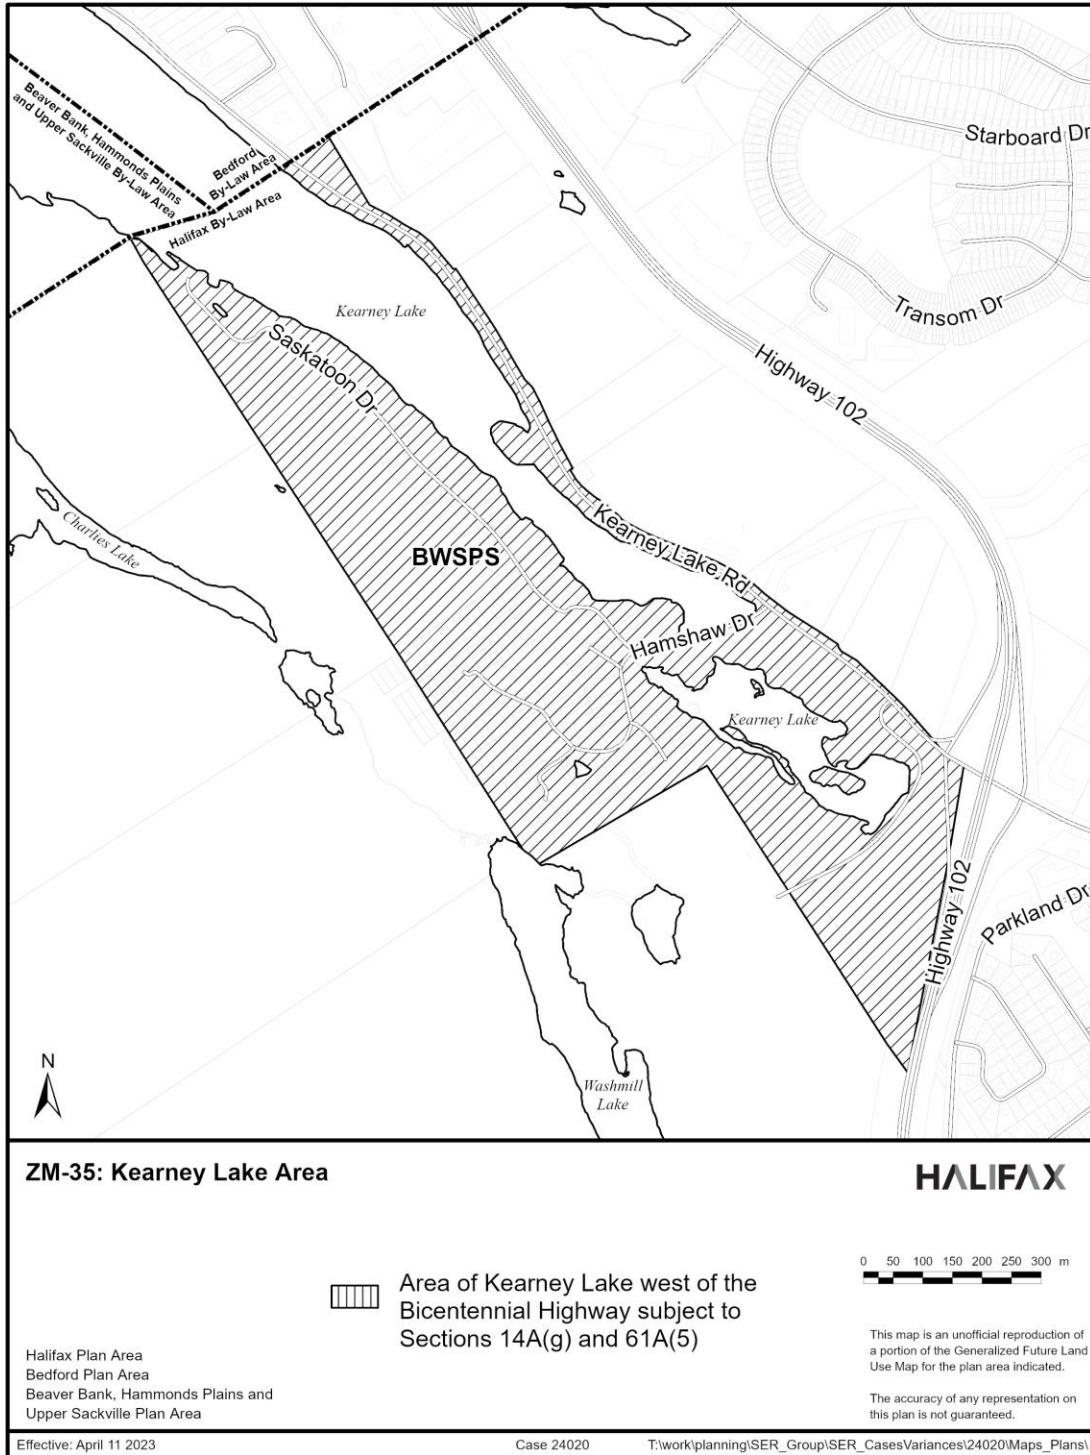 Beaver Bank, Hammonds Plains
and Upper Sackville By-Law Area
Bedford
By-Law Area
Halifax By-Law Area
Starboard Dr
Transom Dr
Kearney Lake
Saskatoon Dr
Highway 102
Charlies Lake
BWSPS
Kearney Lake Rd
Hamshaw Dr
Kearney Lake
Highway 102
Parkland Dr
N
Washmill
Lake
ZM-35: Kearney Lake Area
HALIFAX
0 50 100 150 200 250 300 m
Area of Kearney Lake west of the
Bicentennial Highway subject to
Sections 14A(g) and 61A(5)
This map is an unofficial reproduction of
a portion of the Generalized Future Land
Use Map for the plan area indicated.
The accuracy of any representation on
this plan is not guaranteed.
Halifax Plan Area
Bedford Plan Area
Beaver Bank, Hammonds Plains and
Upper Sackville Plan Area
Effective: April 11 2023
Case 24020
T:\work\planning\SER_Group\SER_CasesVariances\24020\Maps_Plans\